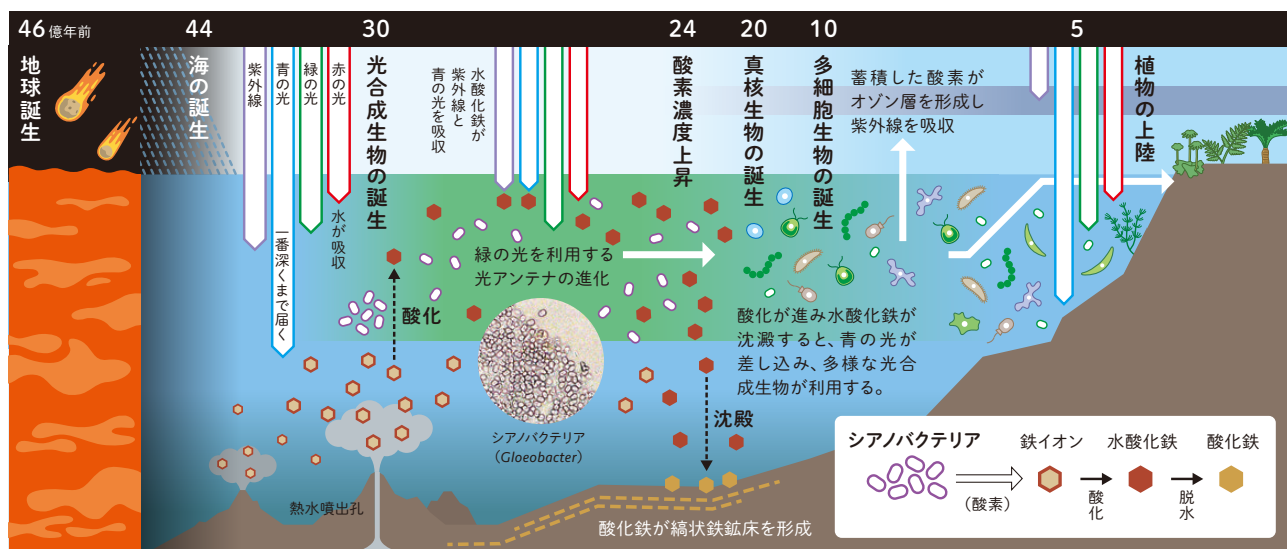 46 億年前
44
30
24
20
10
5
地球誕生
海の誕生
紫外線
青の光
緑の光
赤の光
一番深くまで届く
水が吸収
光合成生物の誕生
水酸化鉄が
紫外線と
青の光を吸収
酸素濃度上昇
真核生物の誕生
多細胞生物の誕生
蓄積した酸素が
オゾン層を形成し
紫外線を吸収
植物の上陸
酸化
緑の光を利用する
光アンテナの進化
シアノバクテリア
(Gloeobacter)
酸化が進み水酸化鉄が
沈澱すると、青の光が
差し込み、多様な光合
成生物が利用する。
沈殿
熱水噴出孔
酸化鉄が縞状鉄鉱床を形成
シアノバクテリア
(酸素)
鉄イオン
酸化
水酸化鉄
脱水
酸化鉄